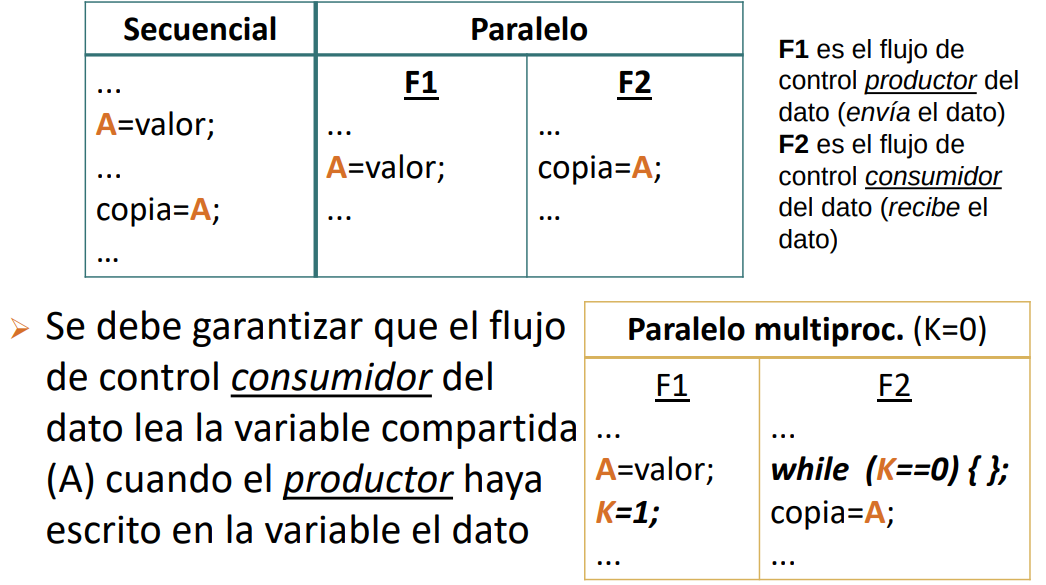 Secuencial
Paralelo
...
A=valor;
...
copia=A;
...
F1
...
A=valor;
...
F2
...
copia=A;
...
F1 es el flujo de
control productor del
dato (envía el dato)
F2 es el flujo de
control consumidor
del dato (recibe el
dato)
➢ Se debe garantizar que el flujo
de control consumidor del
dato lea la variable compartida
(A) cuando el productor haya
escrito en la variable el dato
Paralelo multiproc. (K=0)
F1
...
A=valor;
K=1;
...
F2
...
while (K==0) { };
copia=A;
...